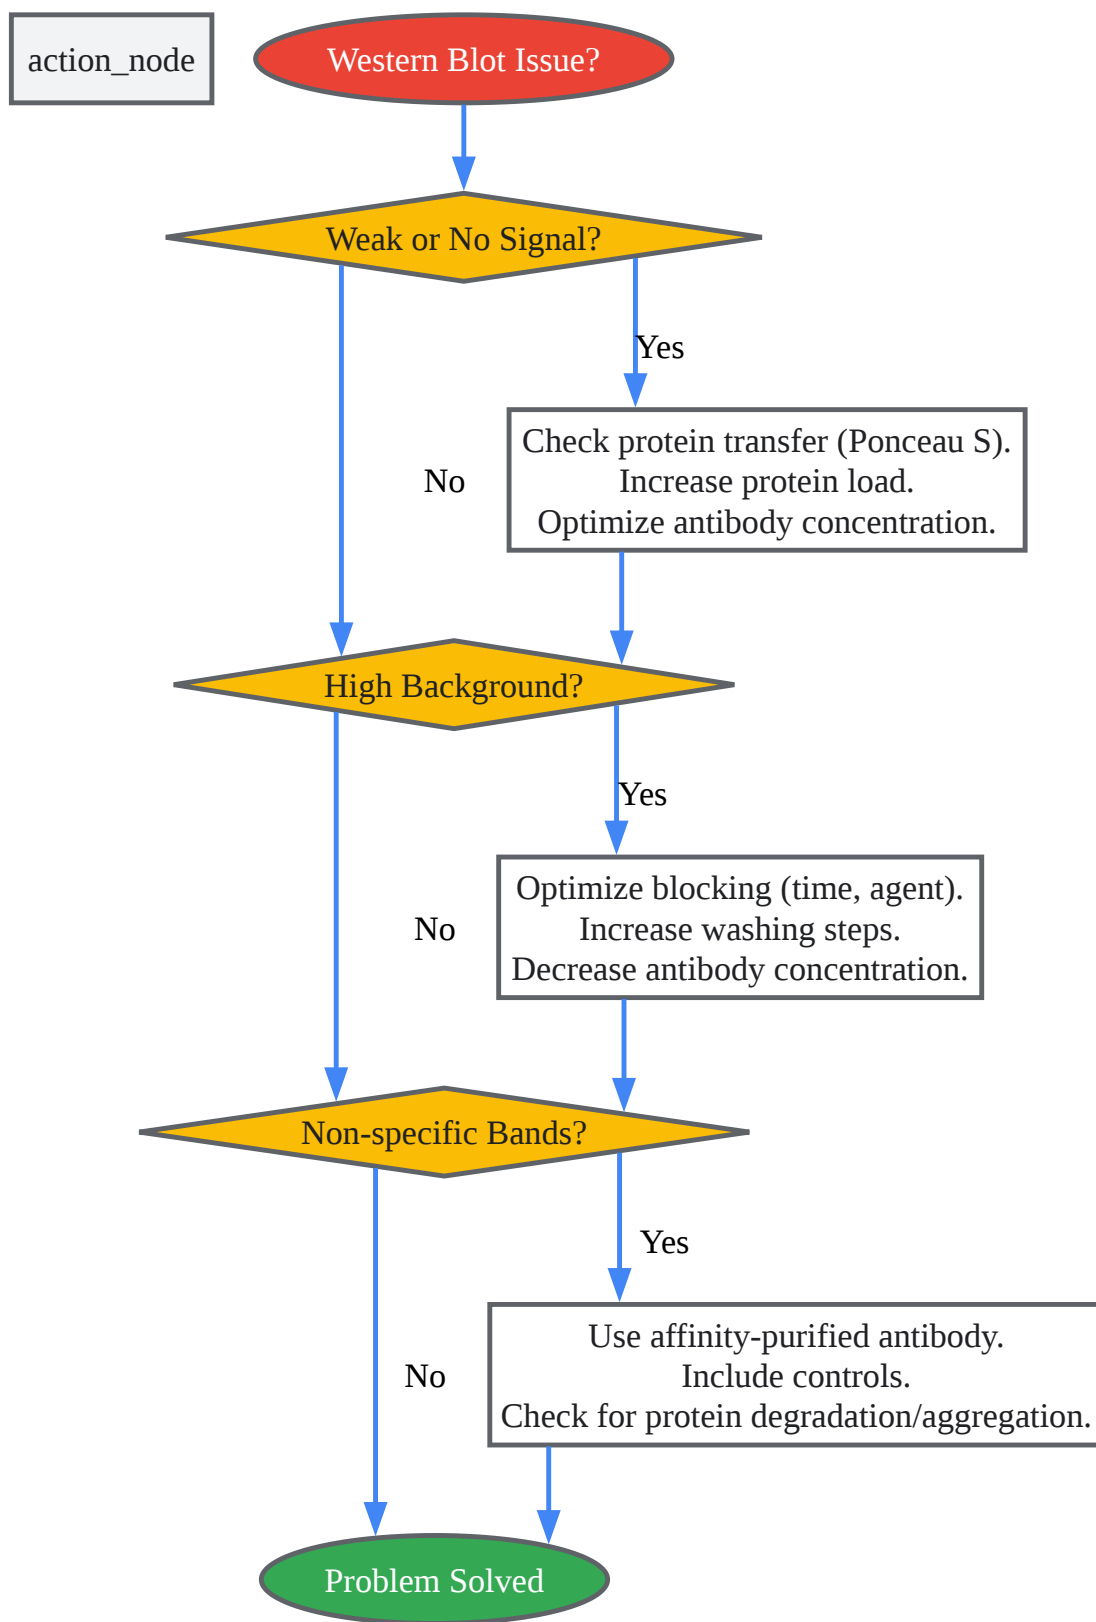 action_node
Western Blot Issue?
Weak or No Signal?
Yes
Check protein transfer (Ponceau S).
Increase protein load.
Optimize antibody concentration.
No
High Background?
Yes
Optimize blocking (time, agent).
Increase washing steps.
Decrease antibody concentration.
No
Non-specific Bands?
Yes
Use affinity-purified antibody.
Include controls.
Check for protein degradation/aggregation.
No
Problem Solved